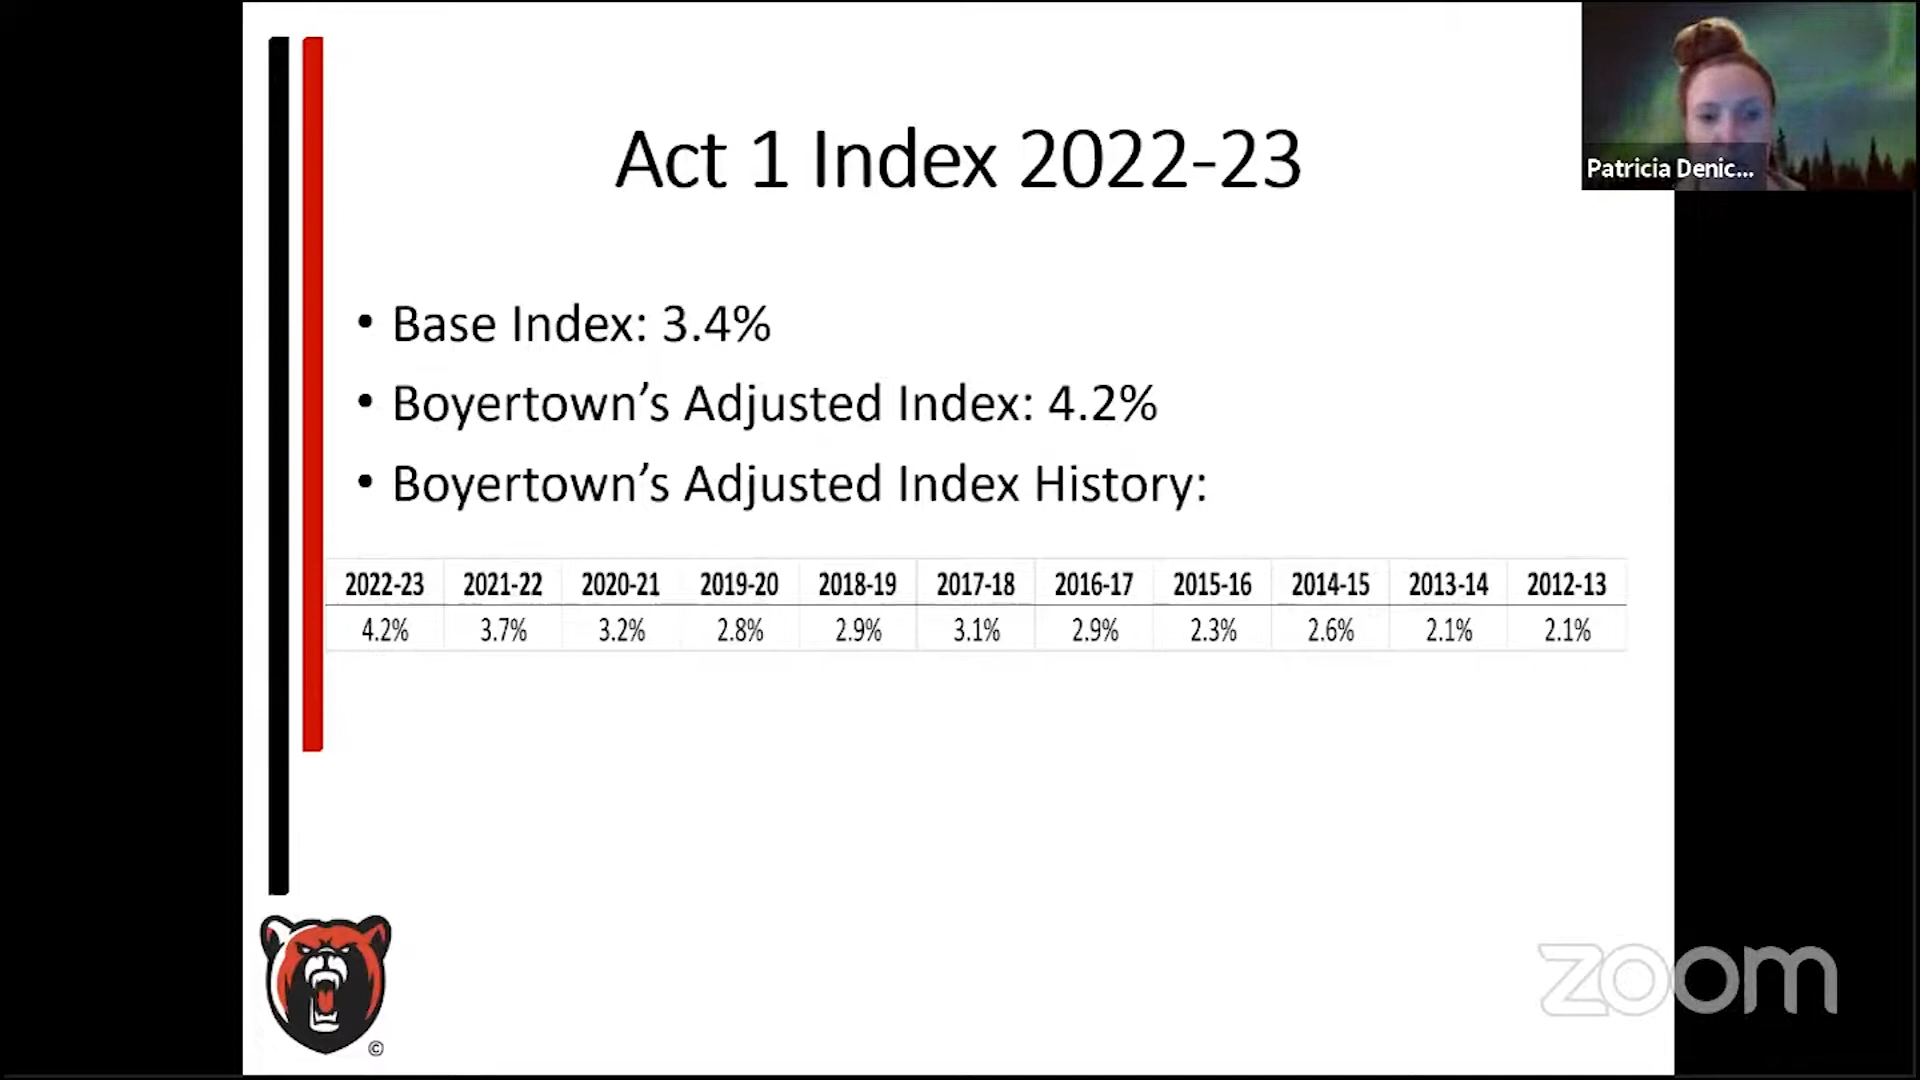 Act 1 Index 2022-23
Patricia Denic...
• Base Index: 3.4%
• Boyertown’s Adjusted Index: 4.2%
• Boyertown’s Adjusted Index History:
2022-23 2021-22 2020-21 2019-20 2018-19 2017-18 2016-17 2015-16 2014-15 2013-14 2012-13
4.2% 3.7% 3.2% 2.8% 2.9% 3.1% 2.9% 2.3% 2.6% 2.1% 2.1%
zoom
©